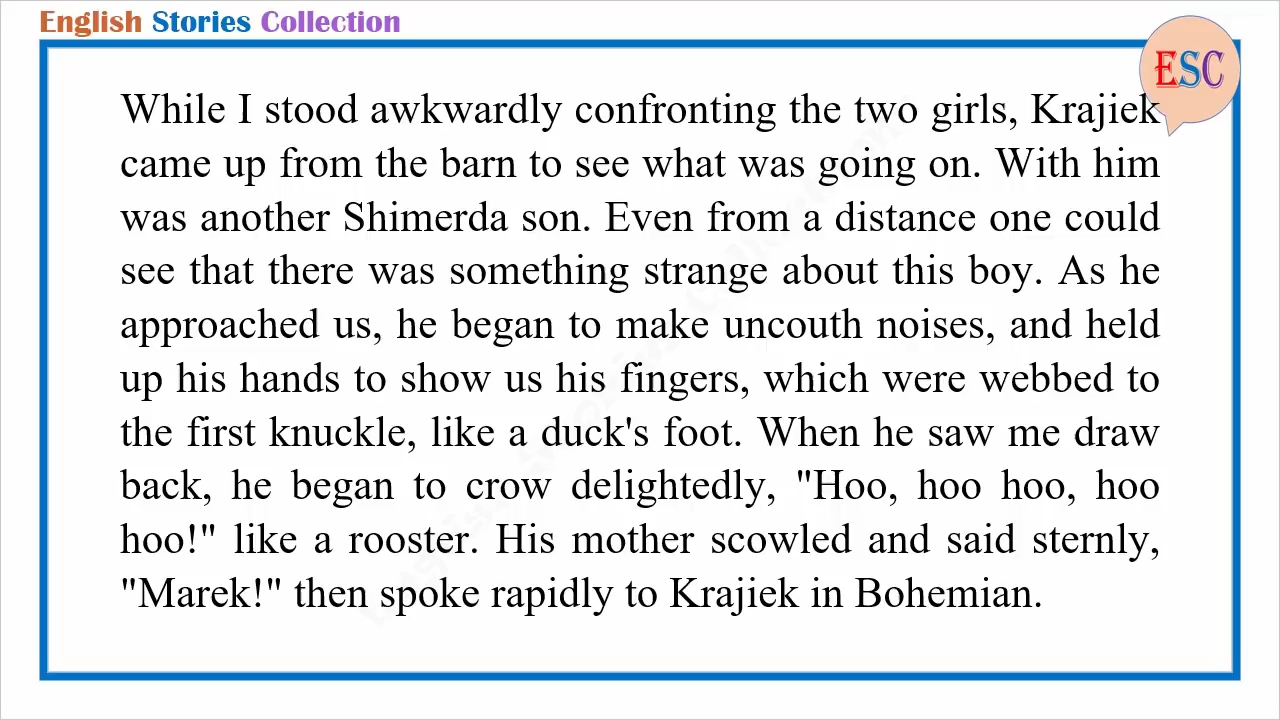 English Stories Collection
ESC
While I stood awkwardly confronting the two girls, Krajiek
came up from the barn to see what was going on. With him
was another Shimerda son. Even from a distance one could
see that there was something strange about this boy. As he
approached us, he began to make uncouth noises, and held
up his hands to show us his fingers, which were webbed to
the first knuckle, like a duck's foot. When he saw me draw
back, he began to crow delightedly, "Hoo, hoo hoo, hoo
hoo!" like a rooster. His mother scowled and said sternly,
"Marek!" then spoke rapidly to Krajiek in Bohemian.